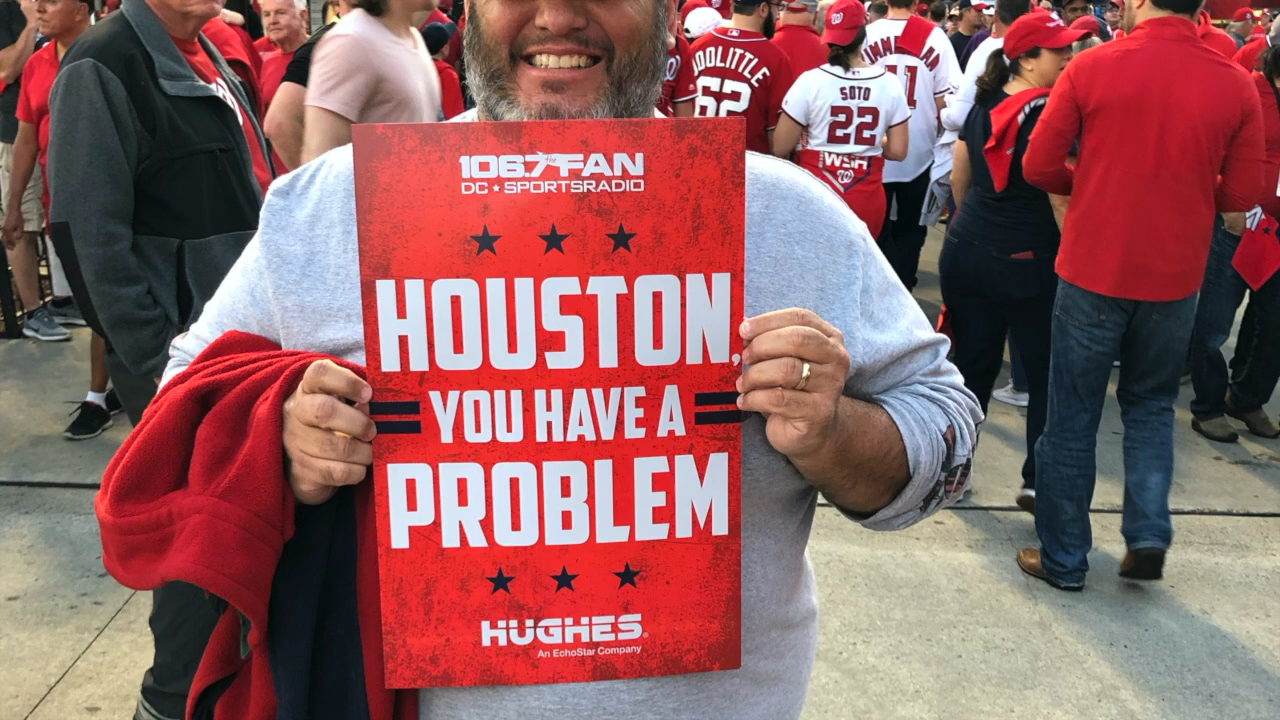 DOOLITTLE
62
SOTO
22
WSH
106.7 the FAN
DC ★ SPORTSRADIO
HOUSTON,
YOU HAVE A
PROBLEM
HUGHES®
An EchoStar Company